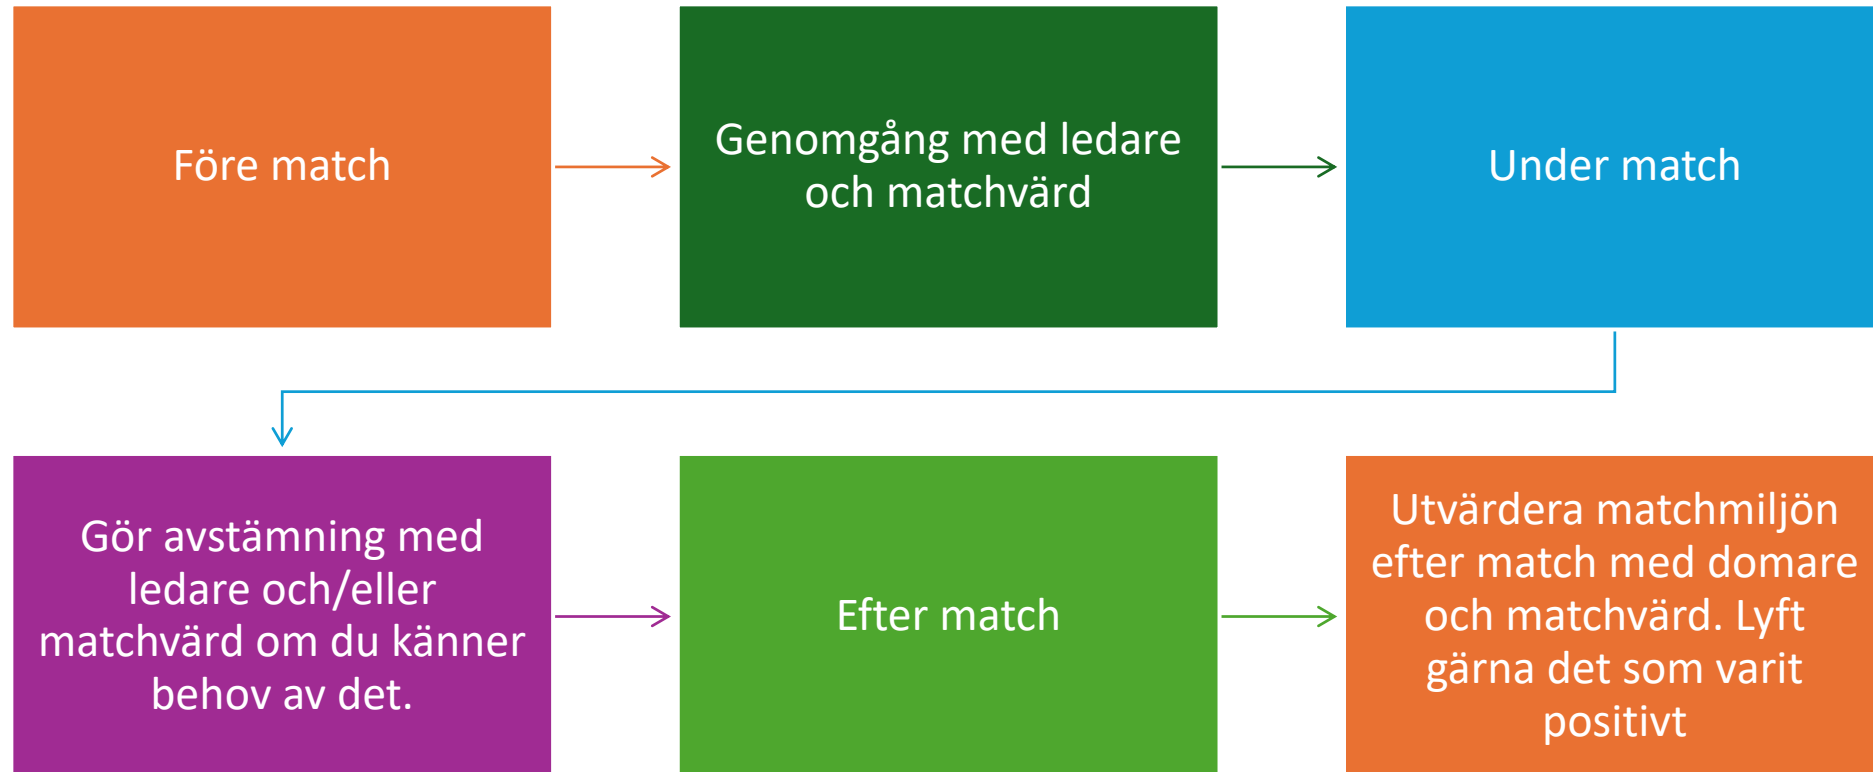 Före match
Genomgång med ledare
och matchvärd
Under match
Gör avstämning med
ledare och/eller
matchvärd om du känner
behov av det.
Efter match
Utvärdera matchmiljön
efter match med domare
och matchvärd. Lyft
gärna det som varit
positivt